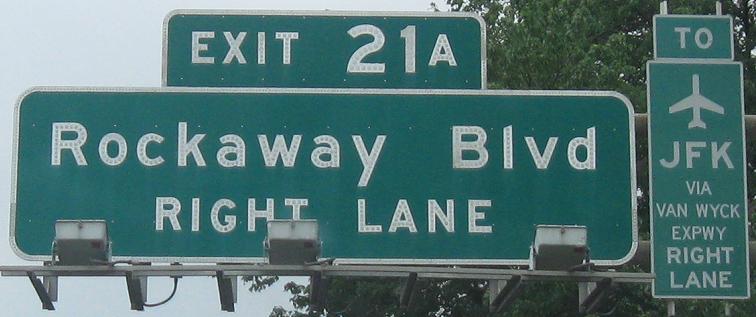 EXIT 21A
Rockaway Blvd
RIGHT LANE
TO
JFK
VIA
VAN WYCK
EXPWY
RIGHT
LANE